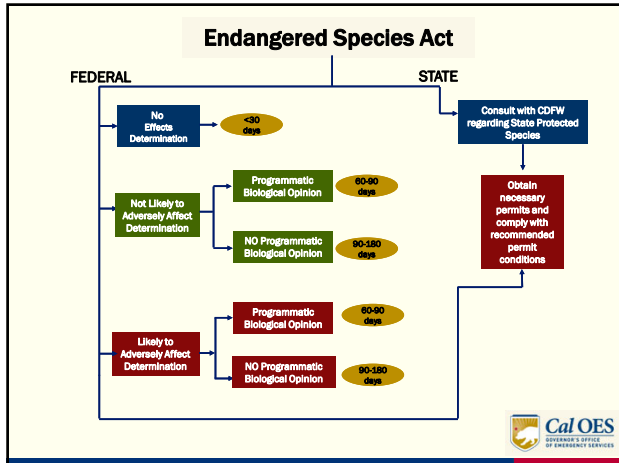 Endangered Species Act
FEDERAL
STATE
No
Effects
Determination
<30
days
Consult with CDFW
regarding State Protected
Species
Not Likely to
Adversely Affect
Determination
Programmatic
Biological Opinion
60-90
days
NO Programmatic
Biological Opinion
90-180
days
Obtain
necessary
permits and
comply with
recommended
permit
conditions
Likely to
Adversely Affect
Determination
Programmatic
Biological Opinion
60-90
days
NO Programmatic
Biological Opinion
90-180
days
Cal OES
GOVERNOR'S OFFICE
OF EMERGENCY SERVICES